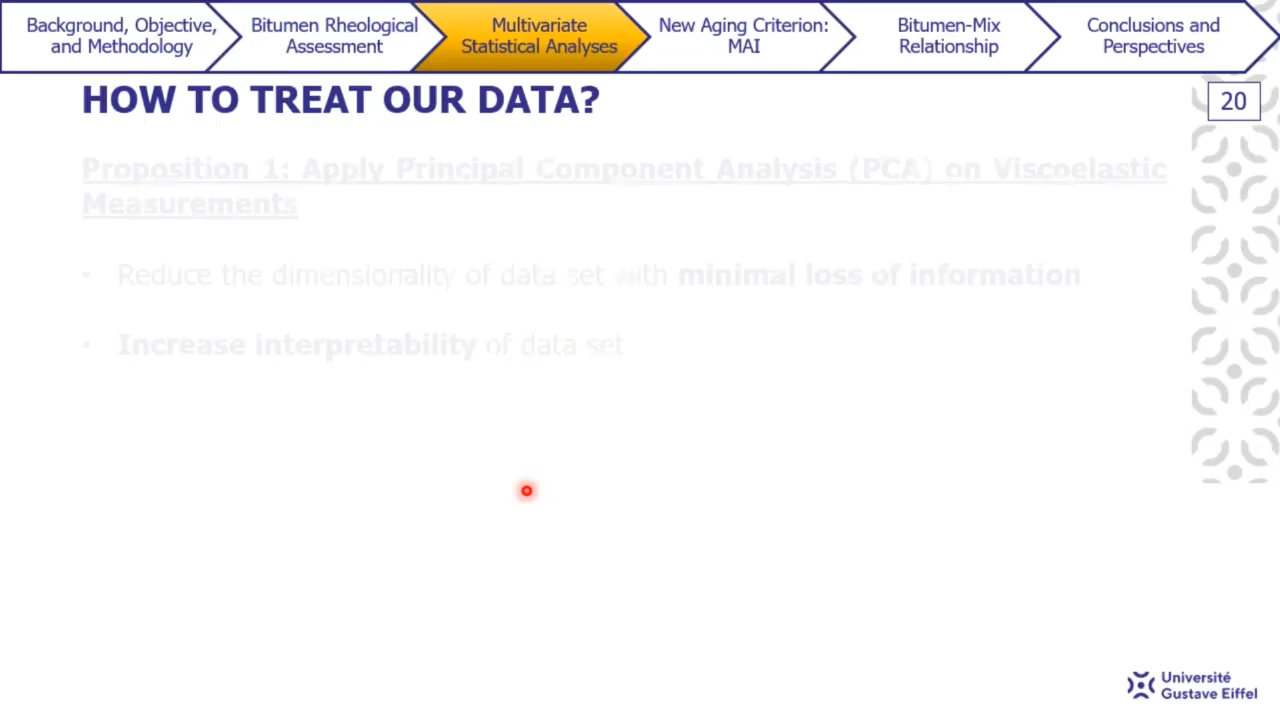 Background, Objective,
and Methodology
Bitumen Rheological
Assessment
Multivariate
Statistical Analyses
New Aging Criterion:
MAI
Bitumen-Mix
Relationship
Conclusions and
Perspectives
HOW TO TREAT OUR DATA?
20
Proposition 1: Apply Principal Component Analysis (PCA) on Viscoelastic
Measurements
• Reduce the dimensionality of data set with minimal loss of information
• Increase interpretability of data set
Université
Gustave Eiffel